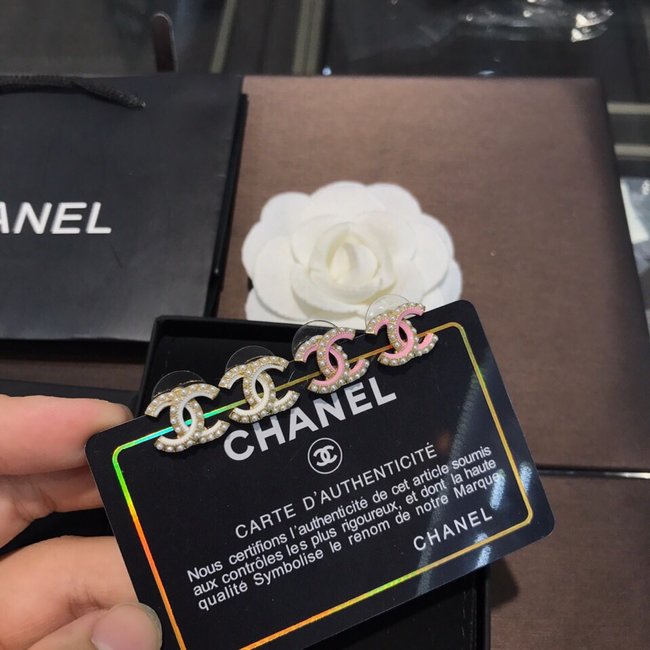 ANEL
CHANEL
CARTE D'AUTHENTICITÉ
Nous certifions l'authenticité de cet article soumis
aux contrôles les plus rigoureux, et dont la haute
qualité Symbolise le renom de notre Marque
CHANEL